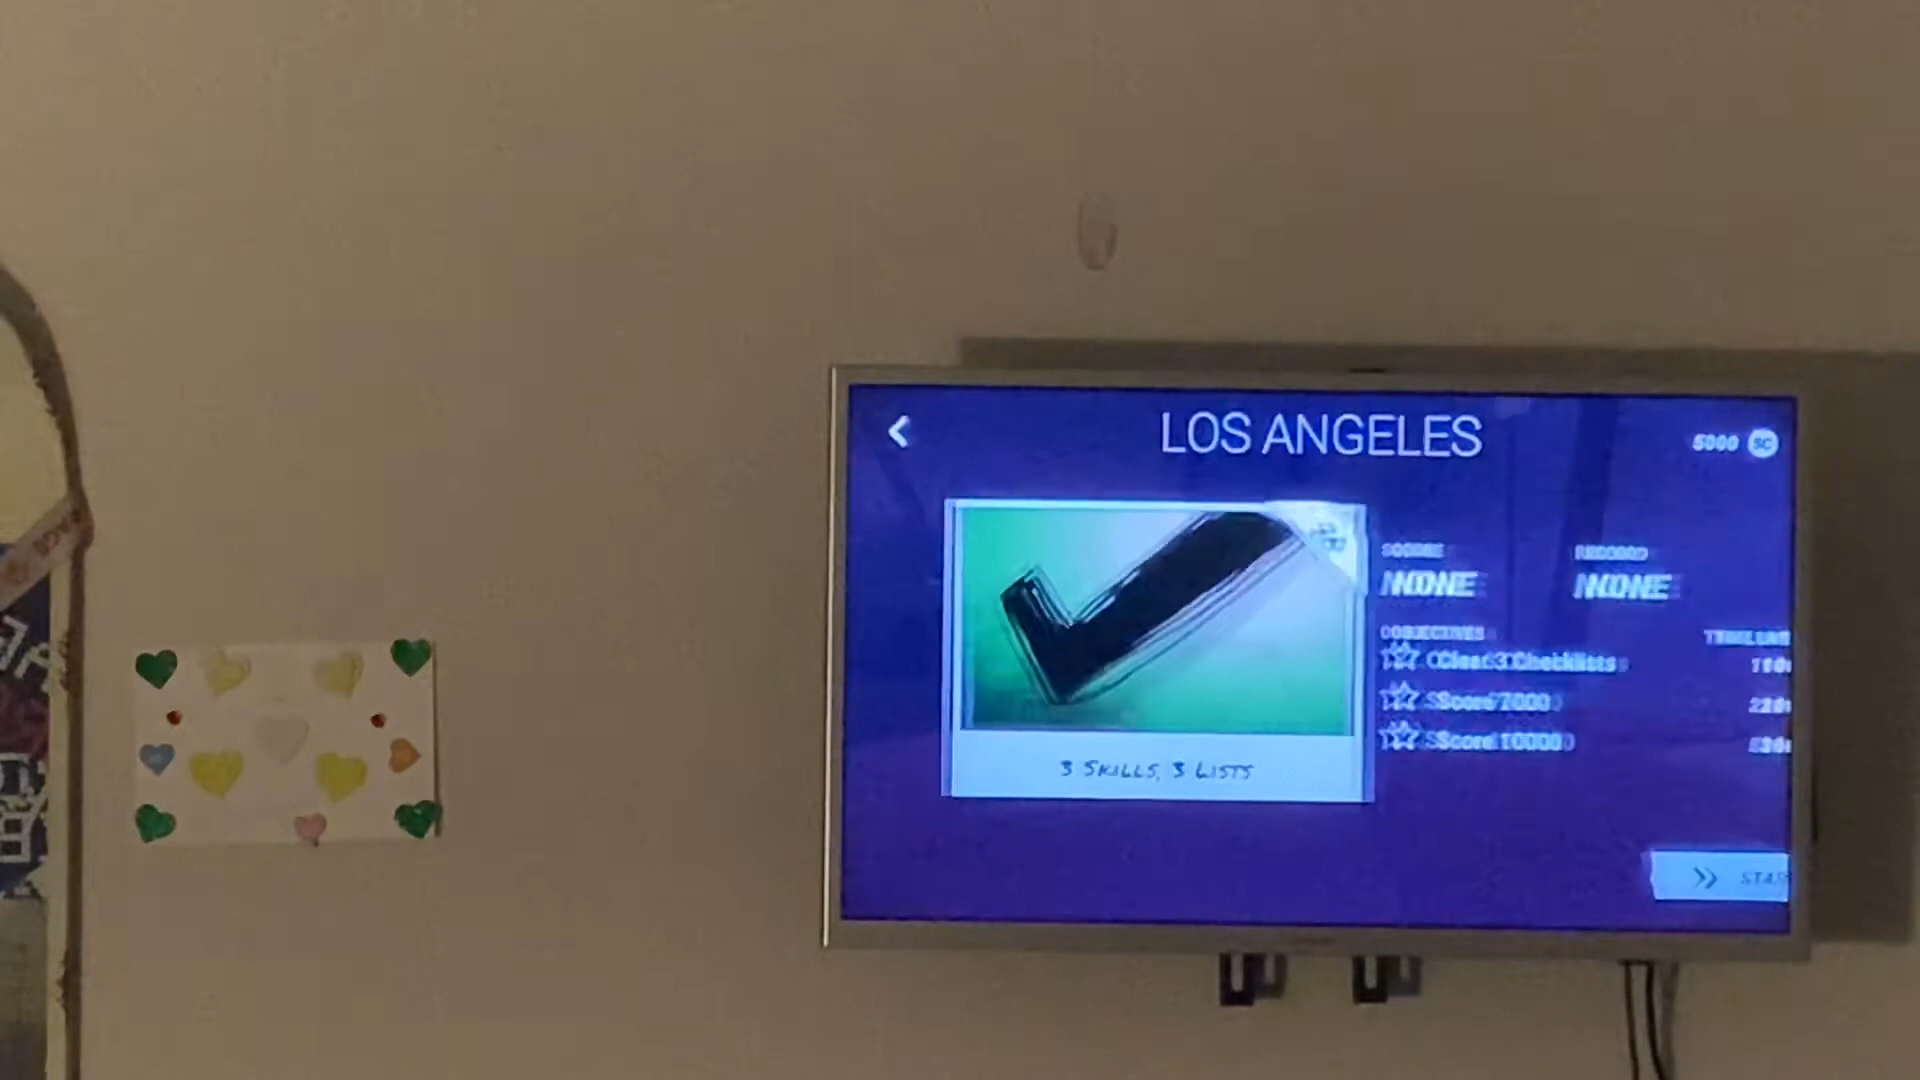 LOS ANGELES
5000 SC
SCORE
RECORD
NONE
NONE
OBJECTIVES
Clear 3 Checklists
Score 7000
Score 10000
3 SKILLS, 3 LISTS